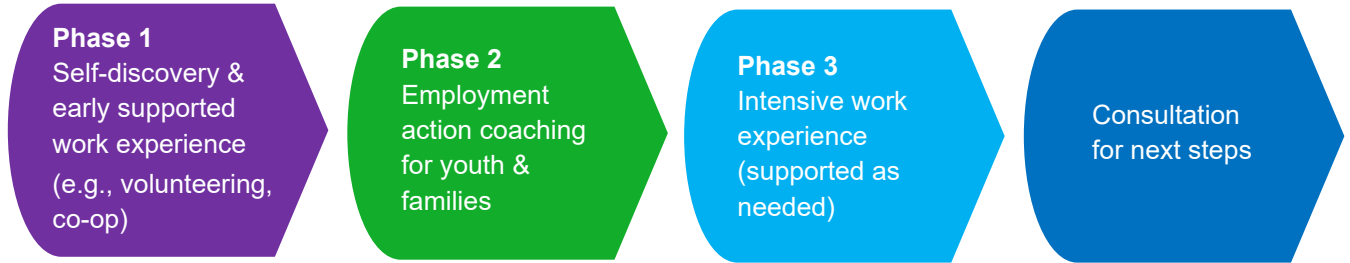 Phase 1
Self-discovery &
early supported
work experience
(e.g., volunteering,
co-op)
Phase 2
Employment
action coaching
for youth &
families
Phase 3
Intensive work
experience
(supported as
needed)
Consultation
for next steps